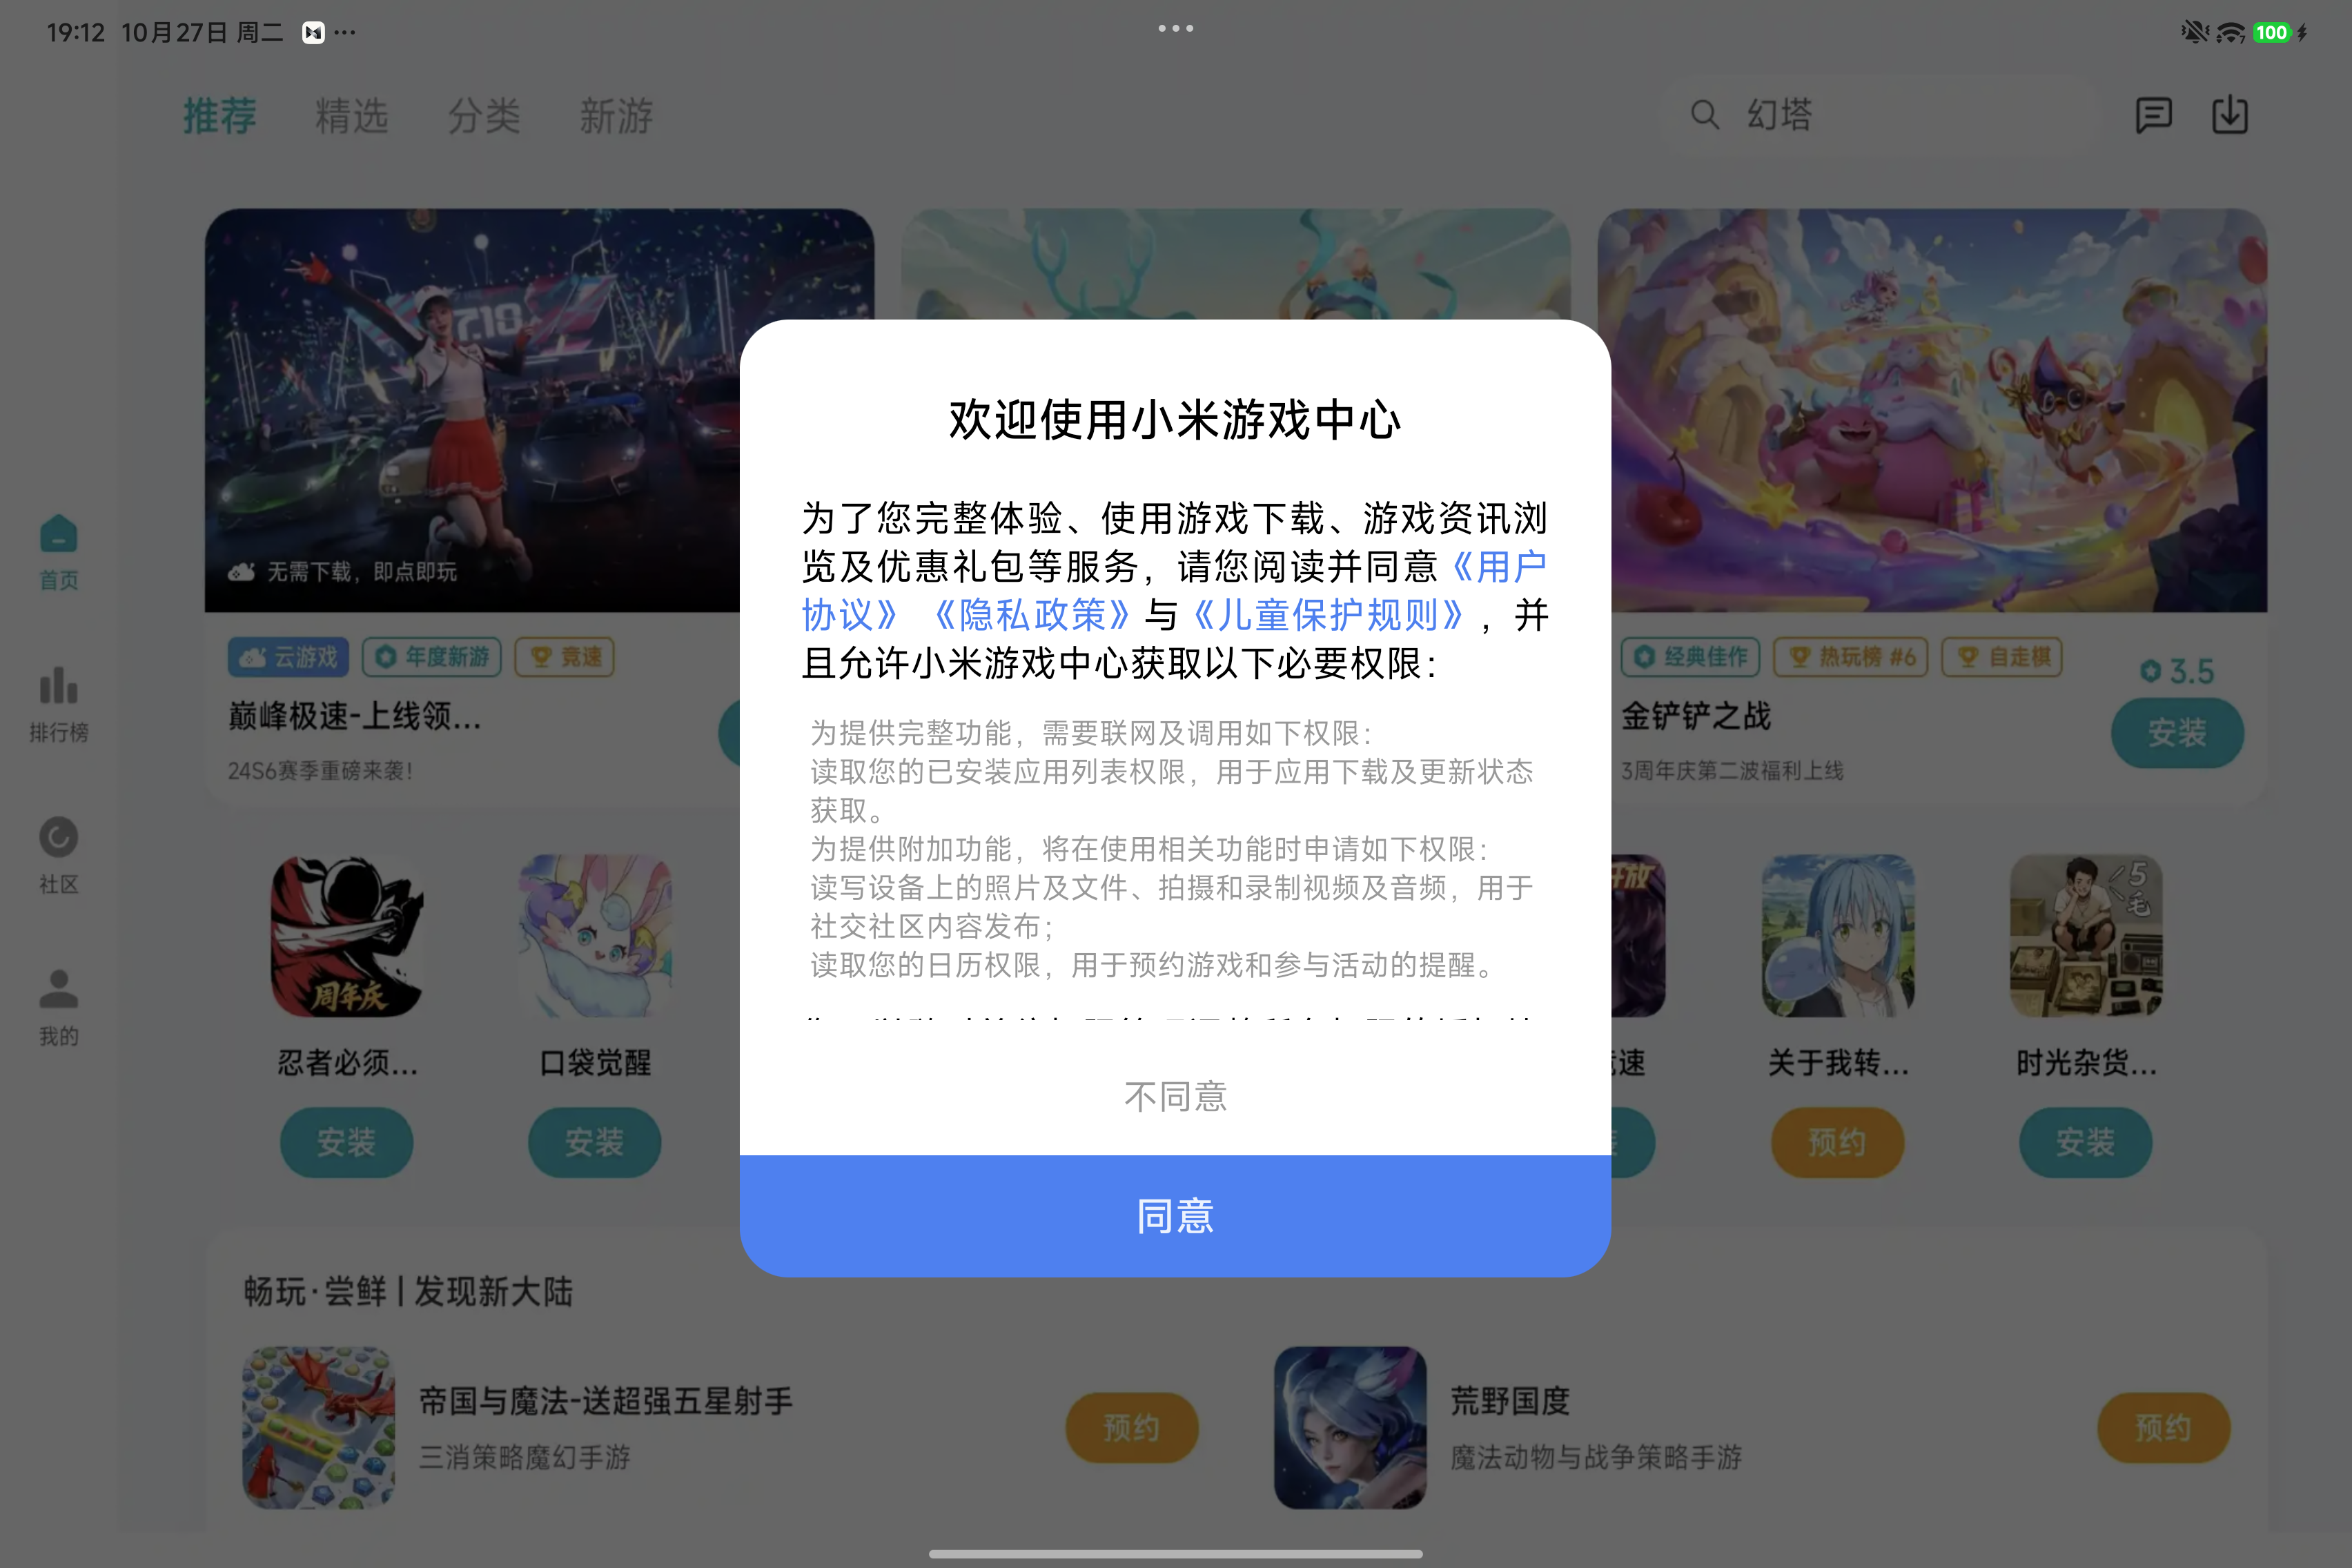 19:12 10月27日 周二
100
推荐 精选 分类 新游
幻塔
首页
排行榜
社区
我的
无需下载，即点即玩
云游戏 年度新游 竞速
巅峰极速-上线领...
24S6赛季重磅来袭！
经典佳作 热玩榜 #6 自走棋
3.5
金铲铲之战
安装
3周年庆第二波福利上线
欢迎使用小米游戏中心
为了您完整体验、使用游戏下载、游戏资讯浏
览及优惠礼包等服务，请您阅读并同意《用户
协议》《隐私政策》与《儿童保护规则》，并
且允许小米游戏中心获取以下必要权限：
为提供完整功能，需要联网及调用如下权限：
读取您的已安装应用列表权限，用于应用下载及更新状态
获取。
为提供附加功能，将在使用相关功能时申请如下权限：
读写设备上的照片及文件、拍摄和录制视频及音频，用于
社交社区内容发布；
读取您的日历权限，用于预约游戏和参与活动的提醒。
不同意
同意
周年庆
5毛
忍者必须... 口袋觉醒 速 关于我转... 时光杂货...
安装 安装 预约 安装
畅玩·尝鲜 | 发现新大陆
帝国与魔法-送超强五星射手
三消策略魔幻手游
预约
荒野国度
魔法动物与战争策略手游
预约